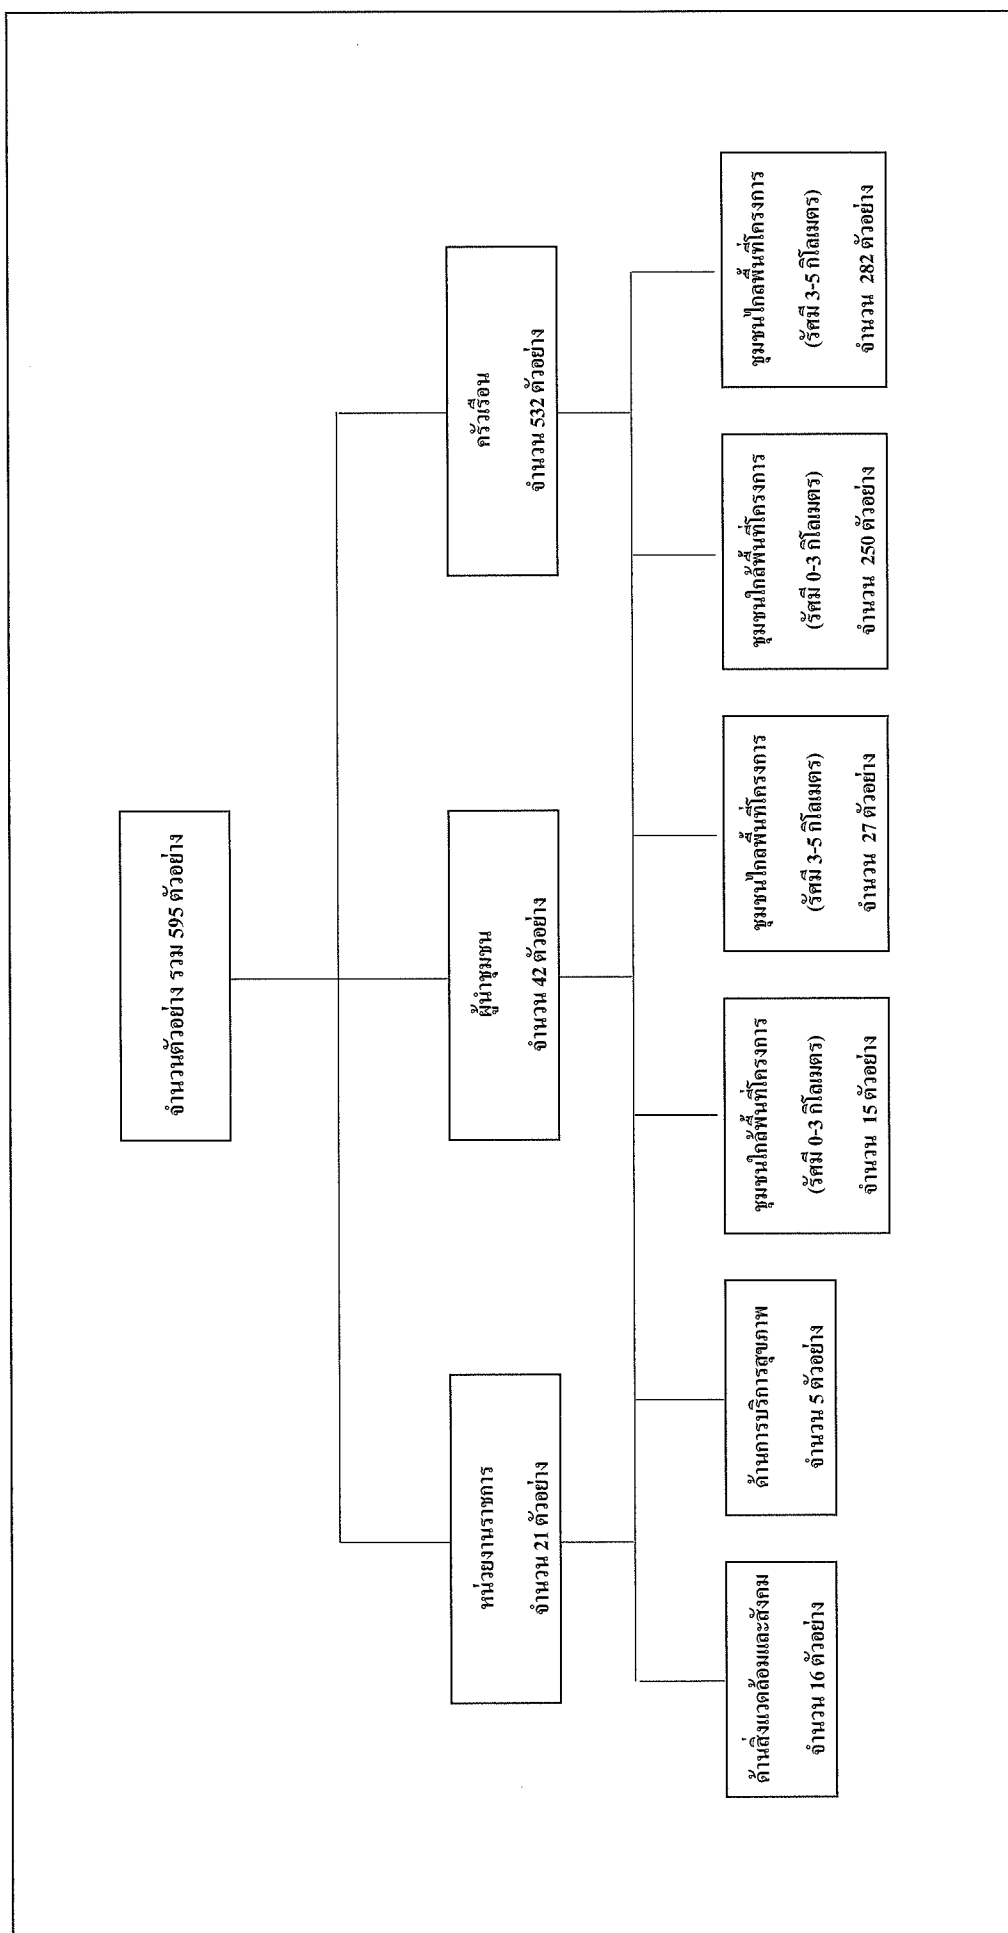 จำนวนตัวอย่าง รวม 595 ตัวอย่าง
หน่วยงานราชการ
จำนวน 21 ตัวอย่าง
ผู้นำชุมชน
จำนวน 42 ตัวอย่าง
ครัวเรือน
จำนวน 532 ตัวอย่าง
ด้านสิ่งแวดล้อมและสังคม
จำนวน 16 ตัวอย่าง
ด้านการบริการสุขภาพ
จำนวน 5 ตัวอย่าง
ชุมชนใกล้พื้นที่โครงการ
(รัศมี 0-3 กิโลเมตร)
จำนวน 15 ตัวอย่าง
ชุมชนไกลพื้นที่โครงการ
(รัศมี 3-5 กิโลเมตร)
จำนวน 27 ตัวอย่าง
ชุมชนใกล้พื้นที่โครงการ
(รัศมี 0-3 กิโลเมตร)
จำนวน 250 ตัวอย่าง
ชุมชนไกลพื้นที่โครงการ
(รัศมี 3-5 กิโลเมตร)
จำนวน 282 ตัวอย่าง